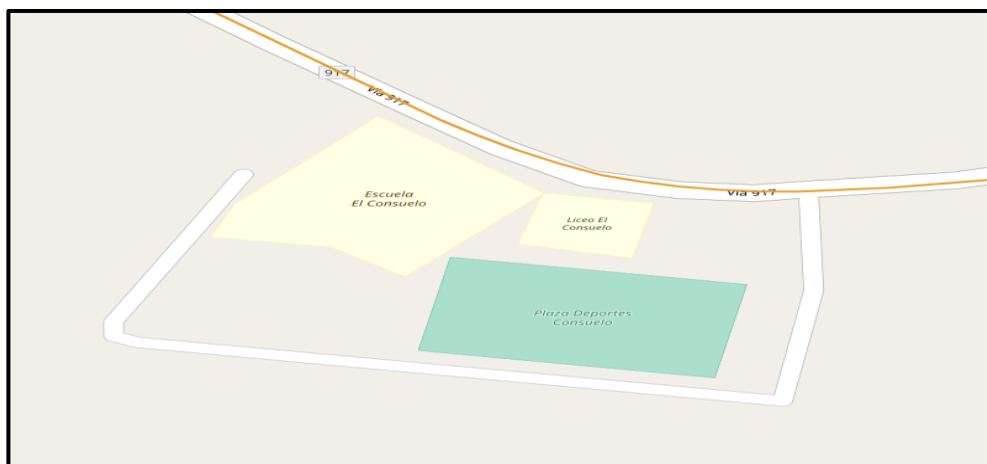 917
Vía 917
Escuela
El Consuelo
Vía 917
Liceo El
Consuelo
Plaza Deportes
Consuelo